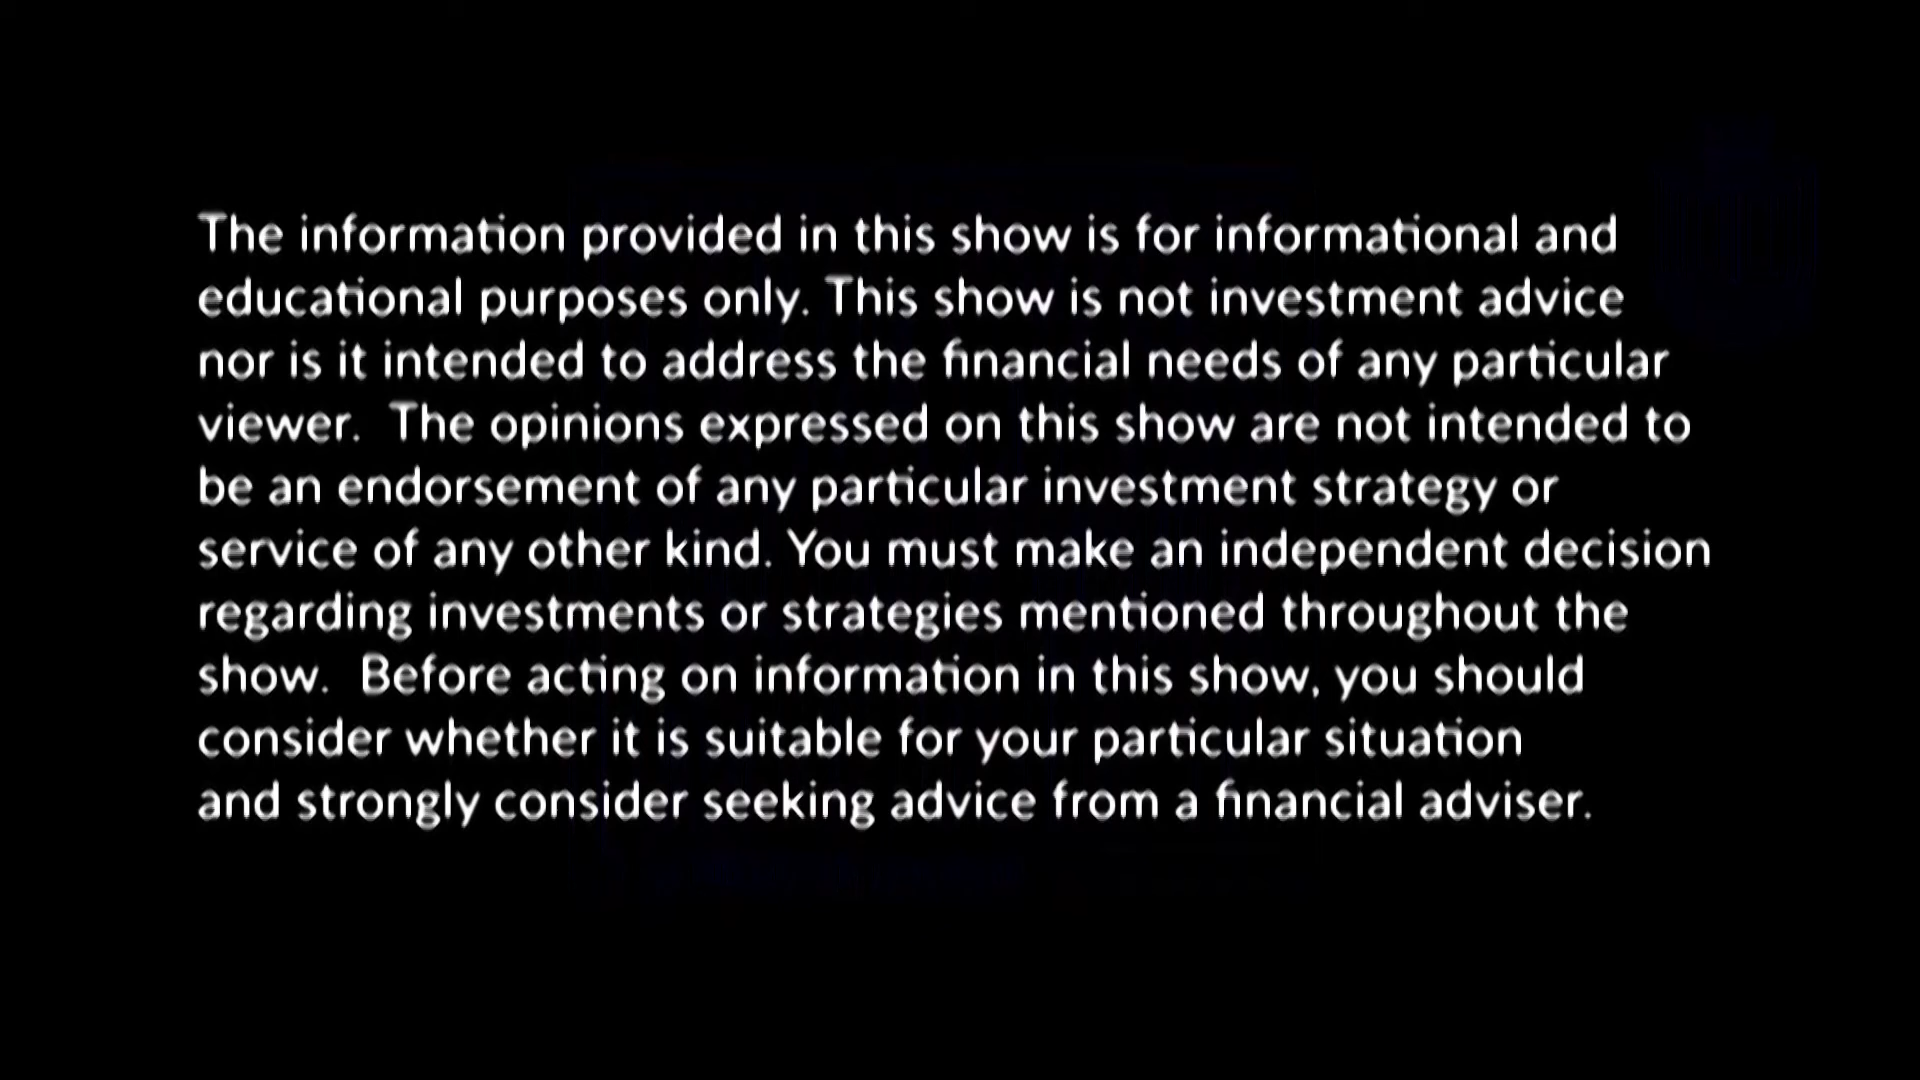 The information provided in this show is for informational and
educational purposes only. This show is not investment advice
nor is it intended to address the financial needs of any particular
viewer.  The opinions expressed on this show are not intended to
be an endorsement of any particular investment strategy or
service of any other kind. You must make an independent decision
regarding investments or strategies mentioned throughout the
show.  Before acting on information in this show, you should
consider whether it is suitable for your particular situation
and strongly consider seeking advice from a financial adviser.